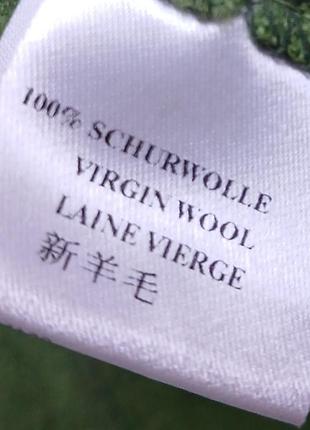 100% SCHURWOLLE
VIRGIN WOOL
LAINE VIERGE
新羊毛